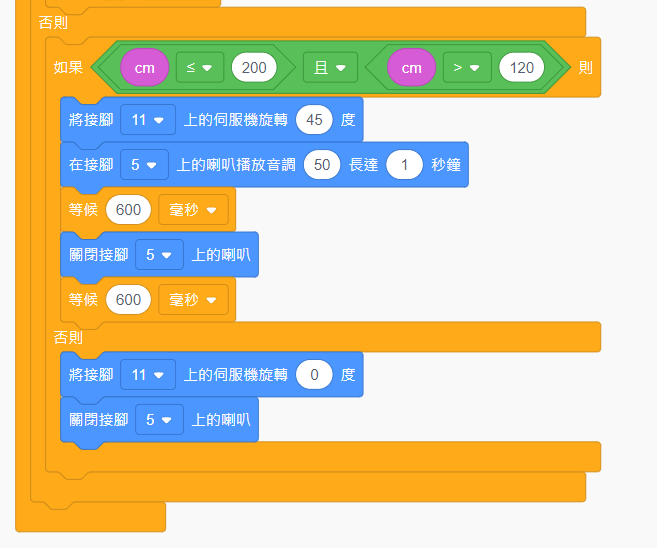 否則
如果 cm ≤ 200 且 cm > 120 則
將接腳 11 上的伺服機旋轉 45 度
在接腳 5 上的喇叭播放音調 50 長達 1 秒鐘
等候 600 毫秒
關閉接腳 5 上的喇叭
等候 600 毫秒
否則
將接腳 11 上的伺服機旋轉 0 度
關閉接腳 5 上的喇叭